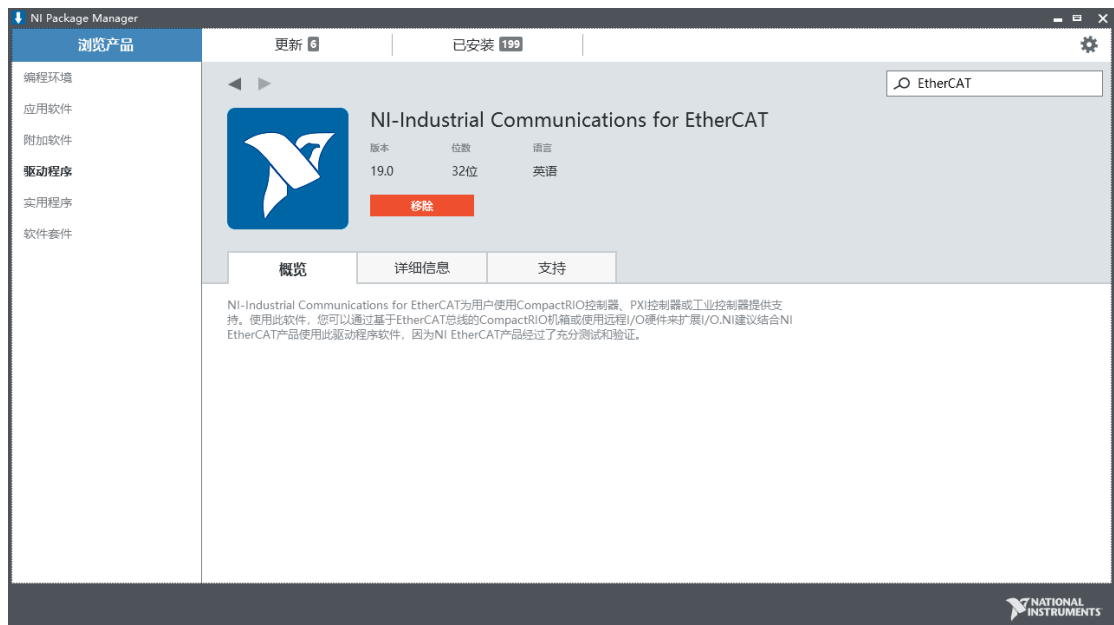 NI Package Manager
浏览产品
更新 6
已安装 199
编程环境
应用软件
附加软件
驱动程序
实用程序
软件套件
EtherCAT
NI-Industrial Communications for EtherCAT
版本 位数 语言
19.0 32位 英语
移除
概览 详细信息 支持
NI-Industrial Communications for EtherCAT为用户使用CompactRIO控制器、PXI控制器或工业控制器提供支
持。使用此软件，您可以通过基于EtherCAT总线的CompactRIO机箱或使用远程I/O硬件来扩展I/O.NI建议结合NI
EtherCAT产品使用此驱动程序软件，因为NI EtherCAT产品经过了充分测试和验证。
NATIONAL
INSTRUMENTS